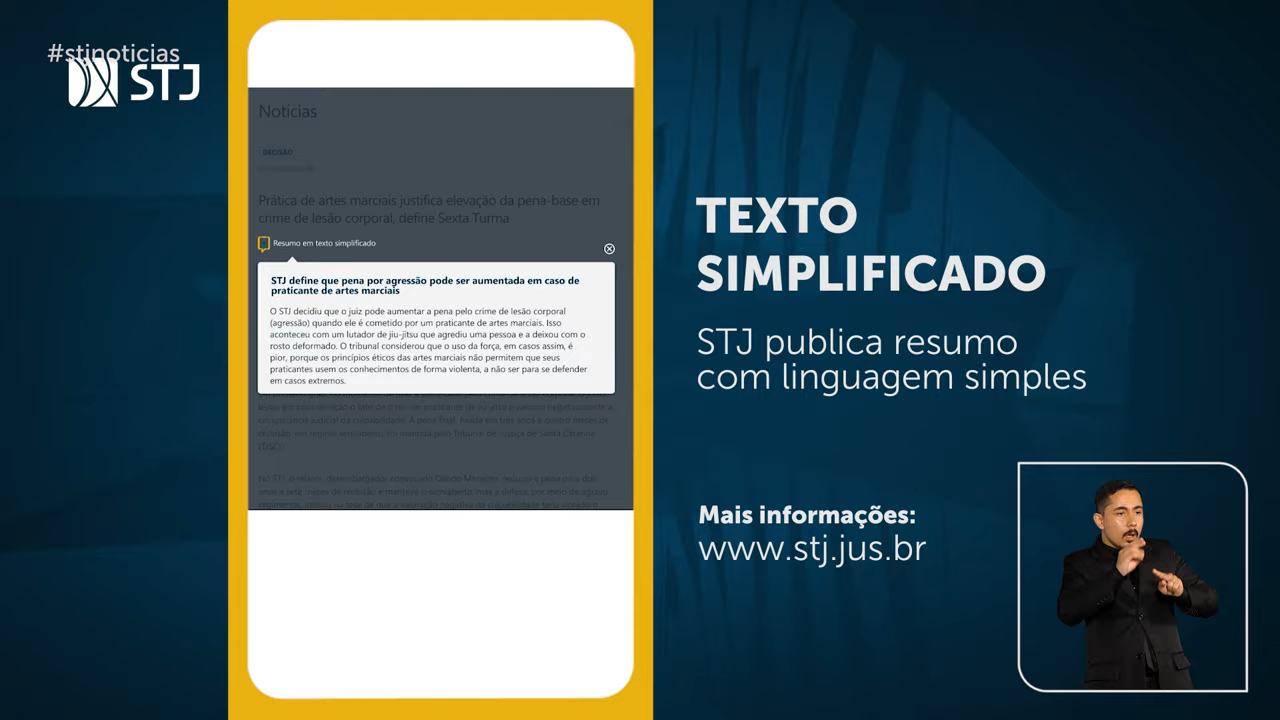 #stjnoticias
STJ
Notícias
DECISÃO
Prática de artes marciais justifica elevação da pena-base em
crime de lesão corporal, define Sexta Turma
Resumo em texto simplificado
STJ define que pena por agressão pode ser aumentada em caso de
praticante de artes marciais
O STJ decidiu que o juiz pode aumentar a pena pelo crime de lesão corporal
(agressão) quando ele é cometido por um praticante de artes marciais. Isso
aconteceu com um lutador de jiu-jítsu que agrediu uma pessoa e a deixou com o
rosto deformado. O tribunal considerou que o uso da força, em casos assim, é
pior, porque os princípios éticos das artes marciais não permitem que seus
praticantes usem os conhecimentos de forma violenta, a não ser para se defender
em casos extremos.
(TJSC).
TEXTO
SIMPLIFICADO
STJ publica resumo
com linguagem simples
Mais informações:
www.stj.jus.br